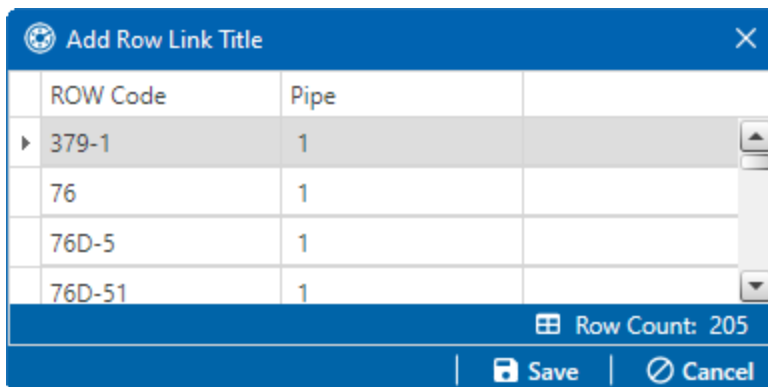 Add Row Link Title
ROW Code Pipe
379-1 1
76 1
76D-5 1
76D-51 1
Row Count: 205
Save Cancel